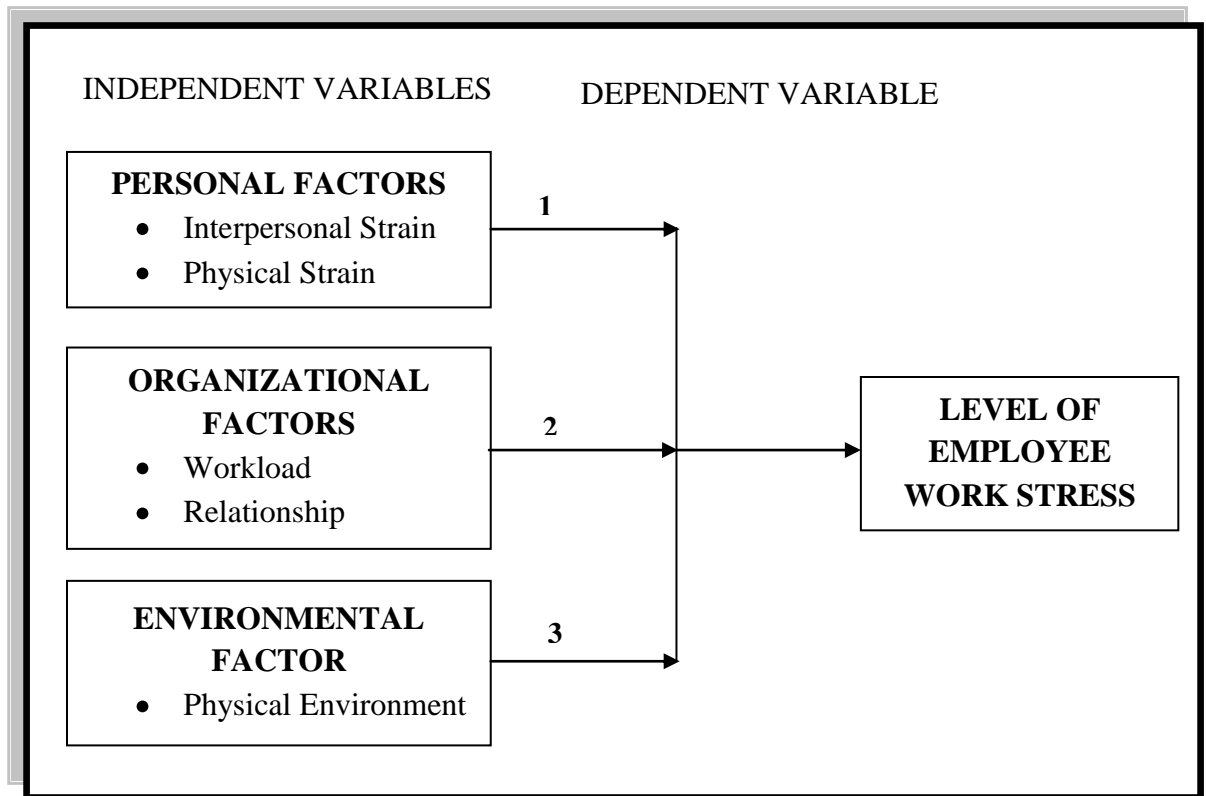 INDEPENDENT VARIABLES
DEPENDENT VARIABLE
PERSONAL FACTORS
• Interpersonal Strain
• Physical Strain
1
ORGANIZATIONAL
FACTORS
• Workload
• Relationship
2
ENVIRONMENTAL
FACTOR
• Physical Environment
3
LEVEL OF
EMPLOYEE
WORK STRESS